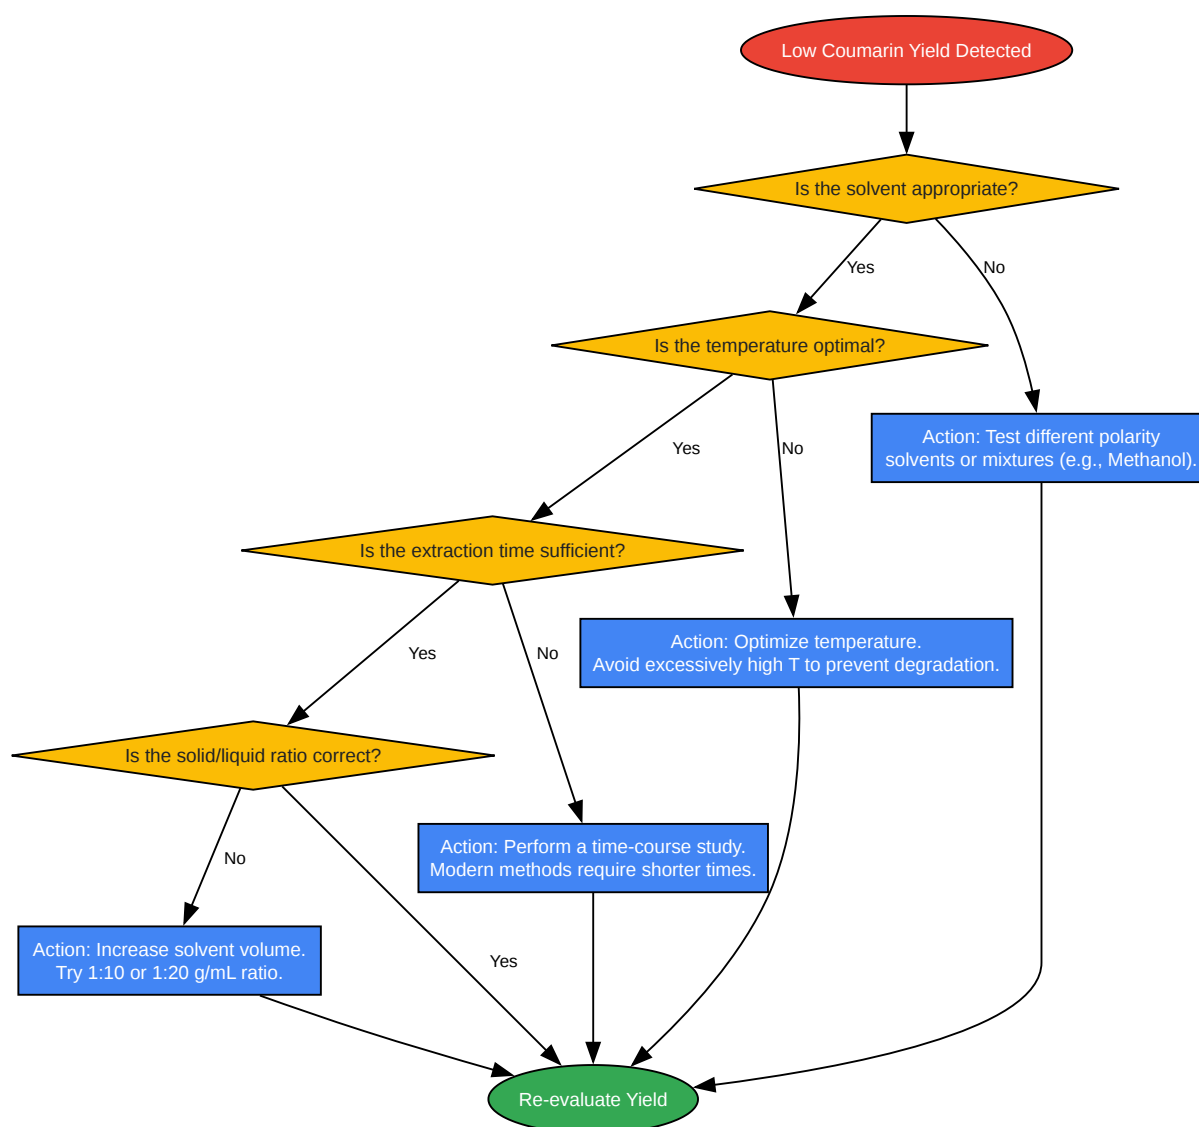 Low Coumarin Yield Detected
Is the solvent appropriate?
Yes
No
Is the temperature optimal?
Action: Test different polarity
solvents or mixtures (e.g., Methanol).
Yes
No
Is the extraction time sufficient?
Action: Optimize temperature.
Avoid excessively high T to prevent degradation.
Yes
No
Is the solid/liquid ratio correct?
Action: Perform a time-course study.
Modern methods require shorter times.
No
Yes
Action: Increase solvent volume.
Try 1:10 or 1:20 g/mL ratio.
Re-evaluate Yield